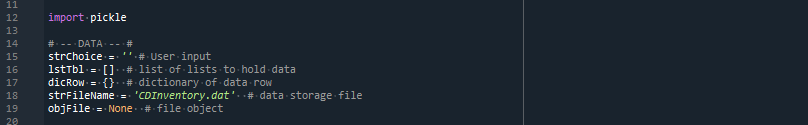 11
12 import pickle
13
14 # -- DATA -- #
15 strChoice = '' # User input
16 lstTbl = []  # list of lists to hold data
17 dicRow = {}  # dictionary of data row
18 strFileName = 'CDInventory.dat'  # data storage file
19 objFile = None  # file object
20